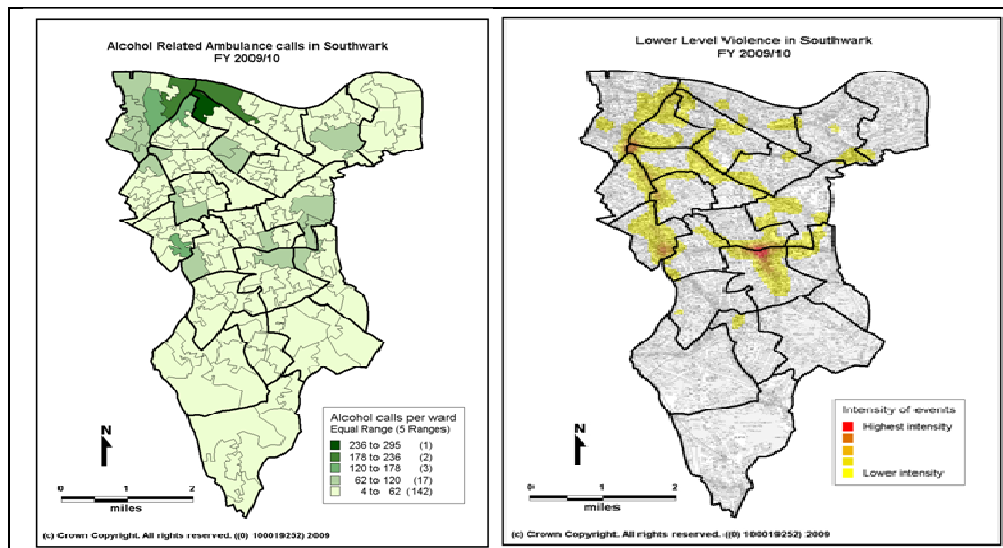 Alcohol Related Ambulance calls in Southwark
FY 2009/10
N
0 1 2
miles
Alcohol calls per ward
Equal Range (5 Ranges)
236 to 295 (1)
178 to 236 (2)
120 to 178 (3)
62 to 120 (17)
4 to 62 (142)
(c) Crown Copyright. All rights reserved. ((0) 100019252) 2009
Lower Level Violence in Southwark
FY 2009/10
N
0 1 2
miles
Intensity of events
Highest intensity
Lower intensity
(c) Crown Copyright. All rights reserved. ((0) 100019252) 2009